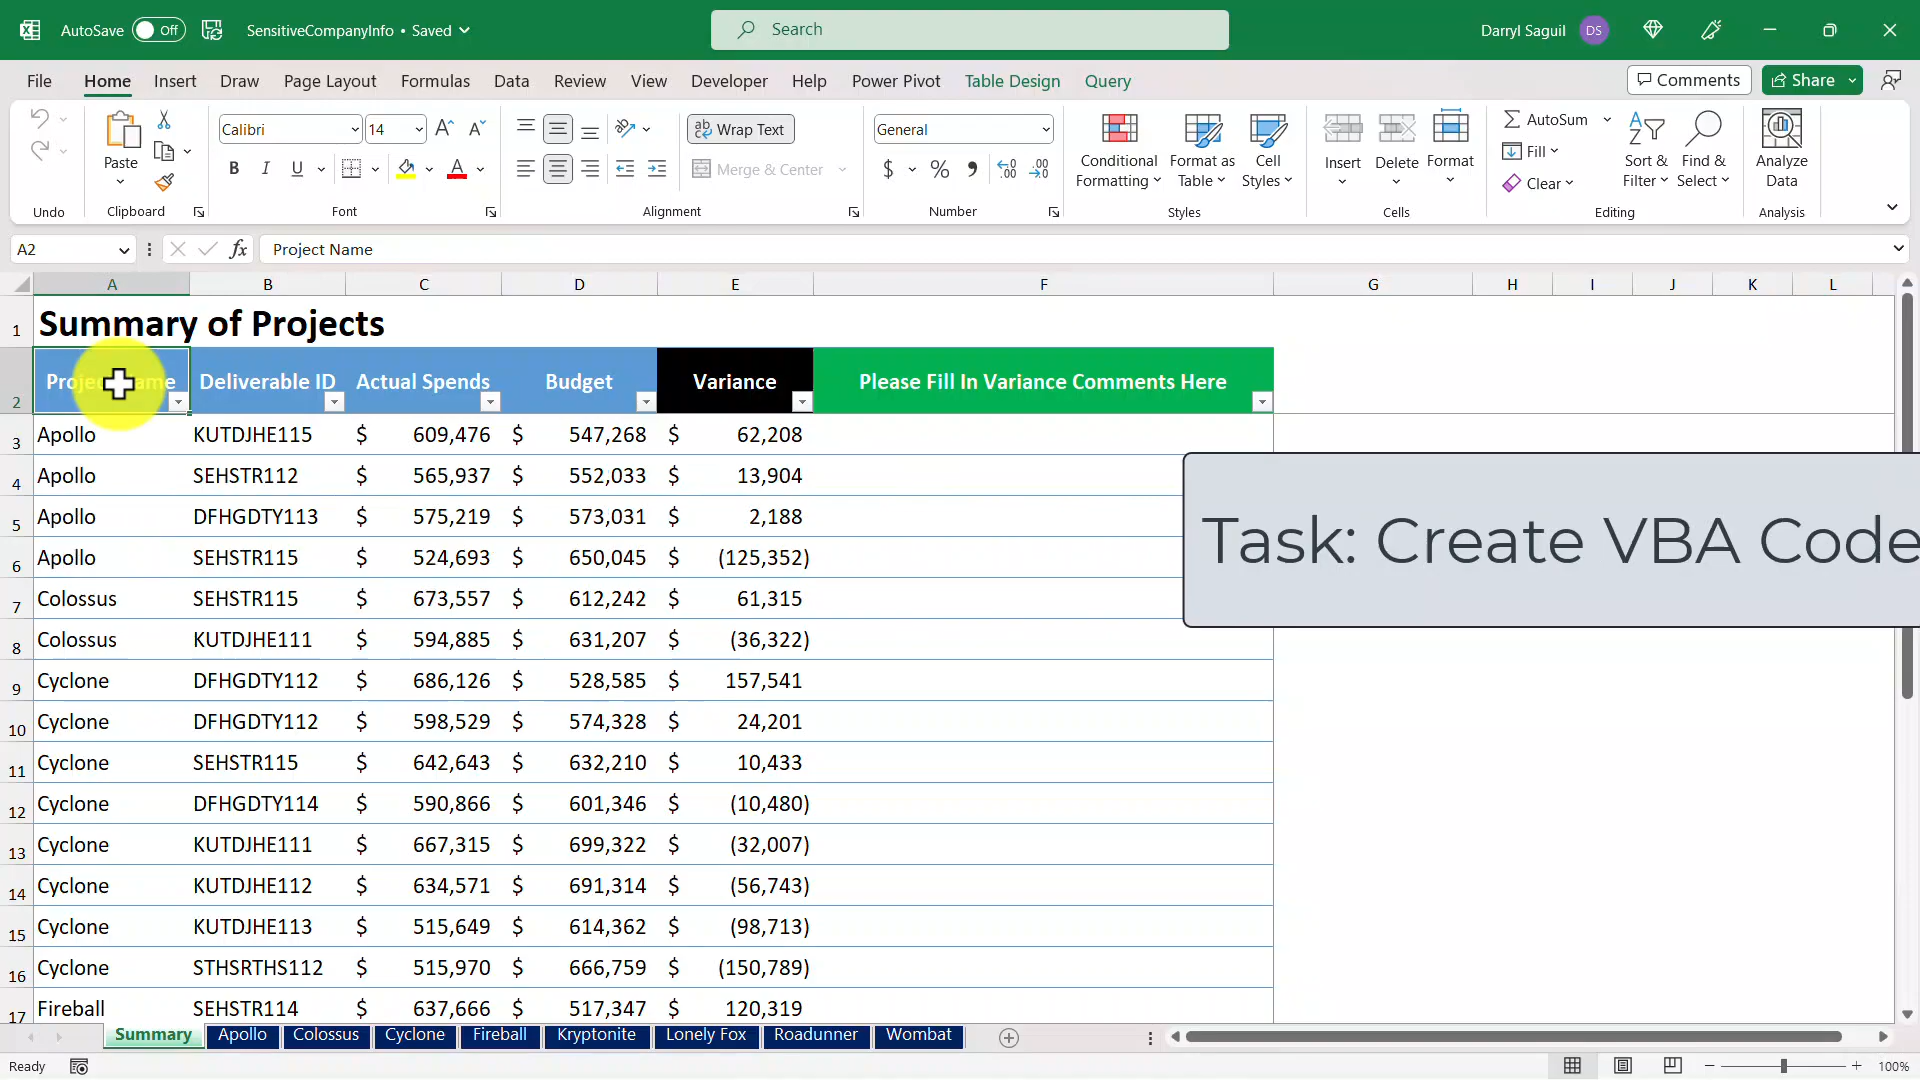 AutoSave Off SensitiveCompanyInfo • Saved Search Darryl Saguil DS
File Home Insert Draw Page Layout Formulas Data Review View Developer Help Power Pivot Table Design Query Comments Share
Calibri 14 Wrap Text General AutoSum
Paste Conditional Formatting Format as Table Cell Styles Insert Delete Format Fill Sort & Filter Find & Select Analyze Data
B I U Merge & Center $ % Clear
Undo Clipboard Font Alignment Number Styles Cells Editing Analysis
A2 fx Project Name
A B C D E F G H I J K L
1 Summary of Projects
2 Project Name Deliverable ID Actual Spends Budget Variance Please Fill In Variance Comments Here
3 Apollo KUTDJHE115 $ 609,476 $ 547,268 $ 62,208
4 Apollo SEHSTR112 $ 565,937 $ 552,033 $ 13,904
5 Apollo DFHGDTY113 $ 575,219 $ 573,031 $ 2,188
6 Apollo SEHSTR115 $ 524,693 $ 650,045 $ (125,352)
Task: Create VBA Code
7 Colossus SEHSTR115 $ 673,557 $ 612,242 $ 61,315
8 Colossus KUTDJHE111 $ 594,885 $ 631,207 $ (36,322)
9 Cyclone DFHGDTY112 $ 686,126 $ 528,585 $ 157,541
10 Cyclone DFHGDTY112 $ 598,529 $ 574,328 $ 24,201
11 Cyclone SEHSTR115 $ 642,643 $ 632,210 $ 10,433
12 Cyclone DFHGDTY114 $ 590,866 $ 601,346 $ (10,480)
13 Cyclone KUTDJHE111 $ 667,315 $ 699,322 $ (32,007)
14 Cyclone KUTDJHE112 $ 634,571 $ 691,314 $ (56,743)
15 Cyclone KUTDJHE113 $ 515,649 $ 614,362 $ (98,713)
16 Cyclone STHSRTHS112 $ 515,970 $ 666,759 $ (150,789)
17 Fireball SEHSTR114 $ 637,666 $ 517,347 $ 120,319
Summary Apollo Colossus Cyclone Fireball Kryptonite Lonely Fox Roadunner Wombat
Ready 100%